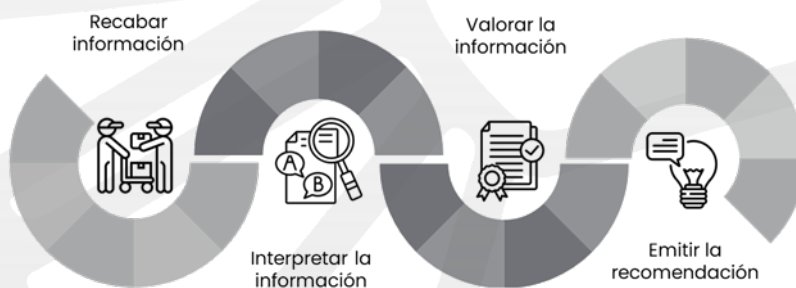 Recabar
información
Interpretar la
información
A
B
Valorar la
información
Emitir la
recomendación